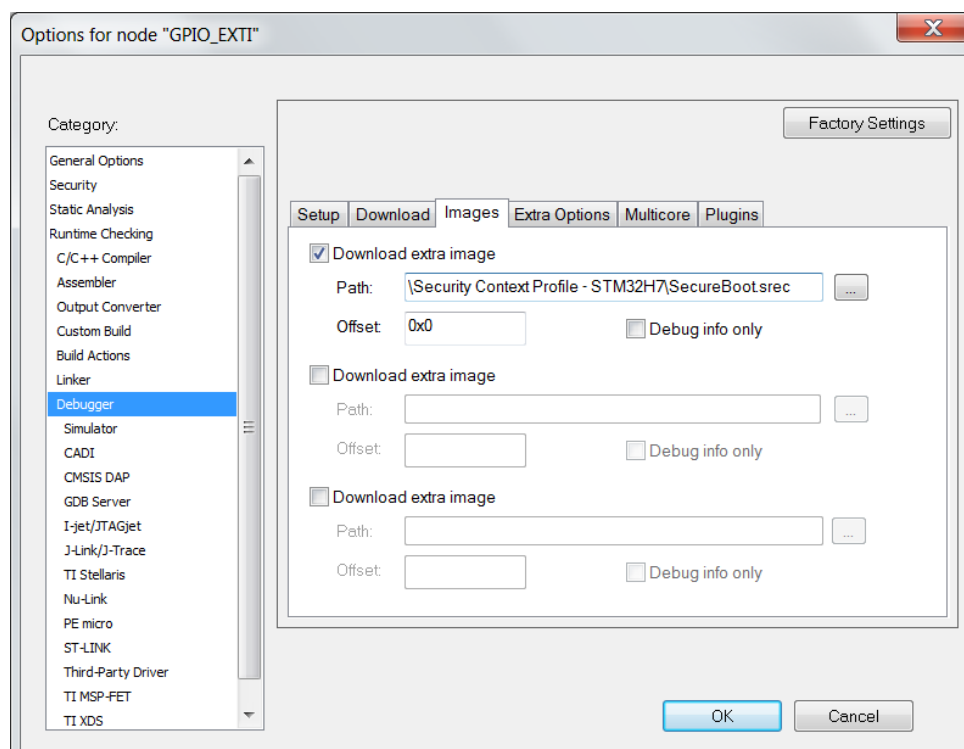 Options for node "GPIO_EXTI"
X
Category:
Factory Settings
General Options
Security
Static Analysis
Runtime Checking
C/C++ Compiler
Assembler
Output Converter
Custom Build
Build Actions
Linker
Debugger
Simulator
CADI
CMSIS DAP
GDB Server
I-jet/JTAGjet
J-Link/J-Trace
TI Stellaris
Nu-Link
PE micro
ST-LINK
Third-Party Driver
TI MSP-FET
TI XDS
Setup Download Images Extra Options Multicore Plugins
Download extra image
Path: \Security Context Profile - STM32H7\SecureBoot.srec ...
Offset: 0x0 Debug info only
Download extra image
Path: ...
Offset: Debug info only
Download extra image
Path: ...
Offset: Debug info only
OK Cancel